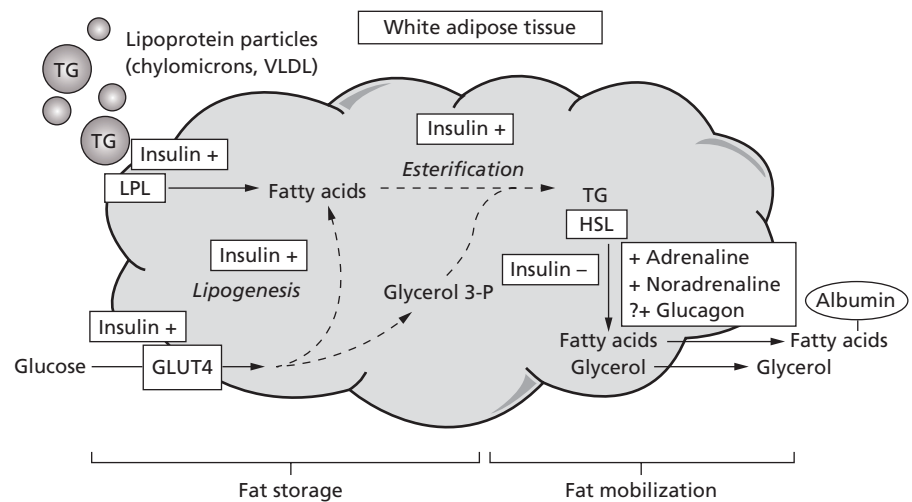 White adipose tissue
Lipoprotein particles
(chylomicrons, VLDL)
TG
TG
Insulin +
LPL
Fatty acids
Insulin +
Esterification
TG
HSL
Insulin +
Lipogenesis
Insulin –
+ Adrenaline
+ Noradrenaline
?+ Glucagon
Glycerol 3-P
Albumin
Insulin +
Glucose
GLUT4
Fatty acids
Fatty acids
Glycerol
Glycerol
Fat storage
Fat mobilization